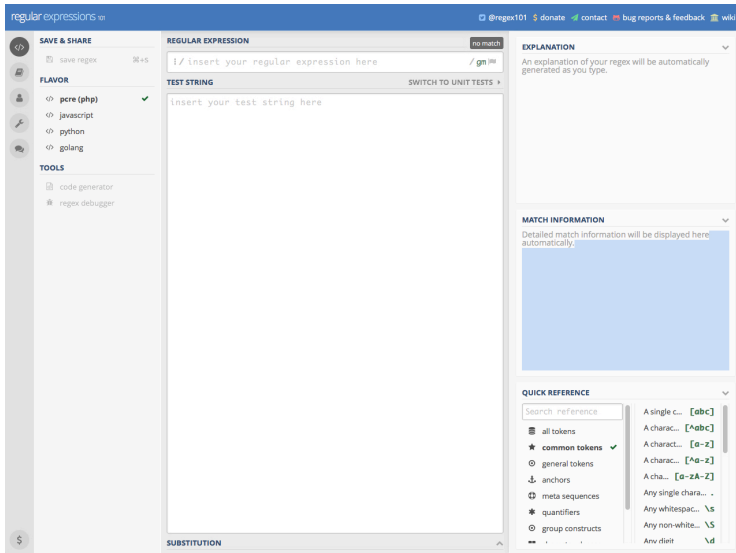 regular expressions 101
@regex101 $ donate contact bug reports & feedback wiki
SAVE & SHARE
save regex ⌘+S
FLAVOR
</> pcre (php)
</> javascript
</> python
</> golang
TOOLS
code generator
regex debugger
REGULAR EXPRESSION
no match
/ insert your regular expression here / gm
TEST STRING
SWITCH TO UNIT TESTS
insert your test string here
SUBSTITUTION
EXPLANATION
An explanation of your regex will be automatically
generated as you type.
MATCH INFORMATION
Detailed match information will be displayed here
automatically.
QUICK REFERENCE
Search reference
all tokens
common tokens
general tokens
anchors
meta sequences
quantifiers
group constructs
A single c... [abc]
A charac... [^abc]
A charact... [a-z]
A charac... [^a-z]
A cha... [a-zA-Z]
Any single chara... .
Any whitespac... \s
Any non-white... \S
Any digit \d
$